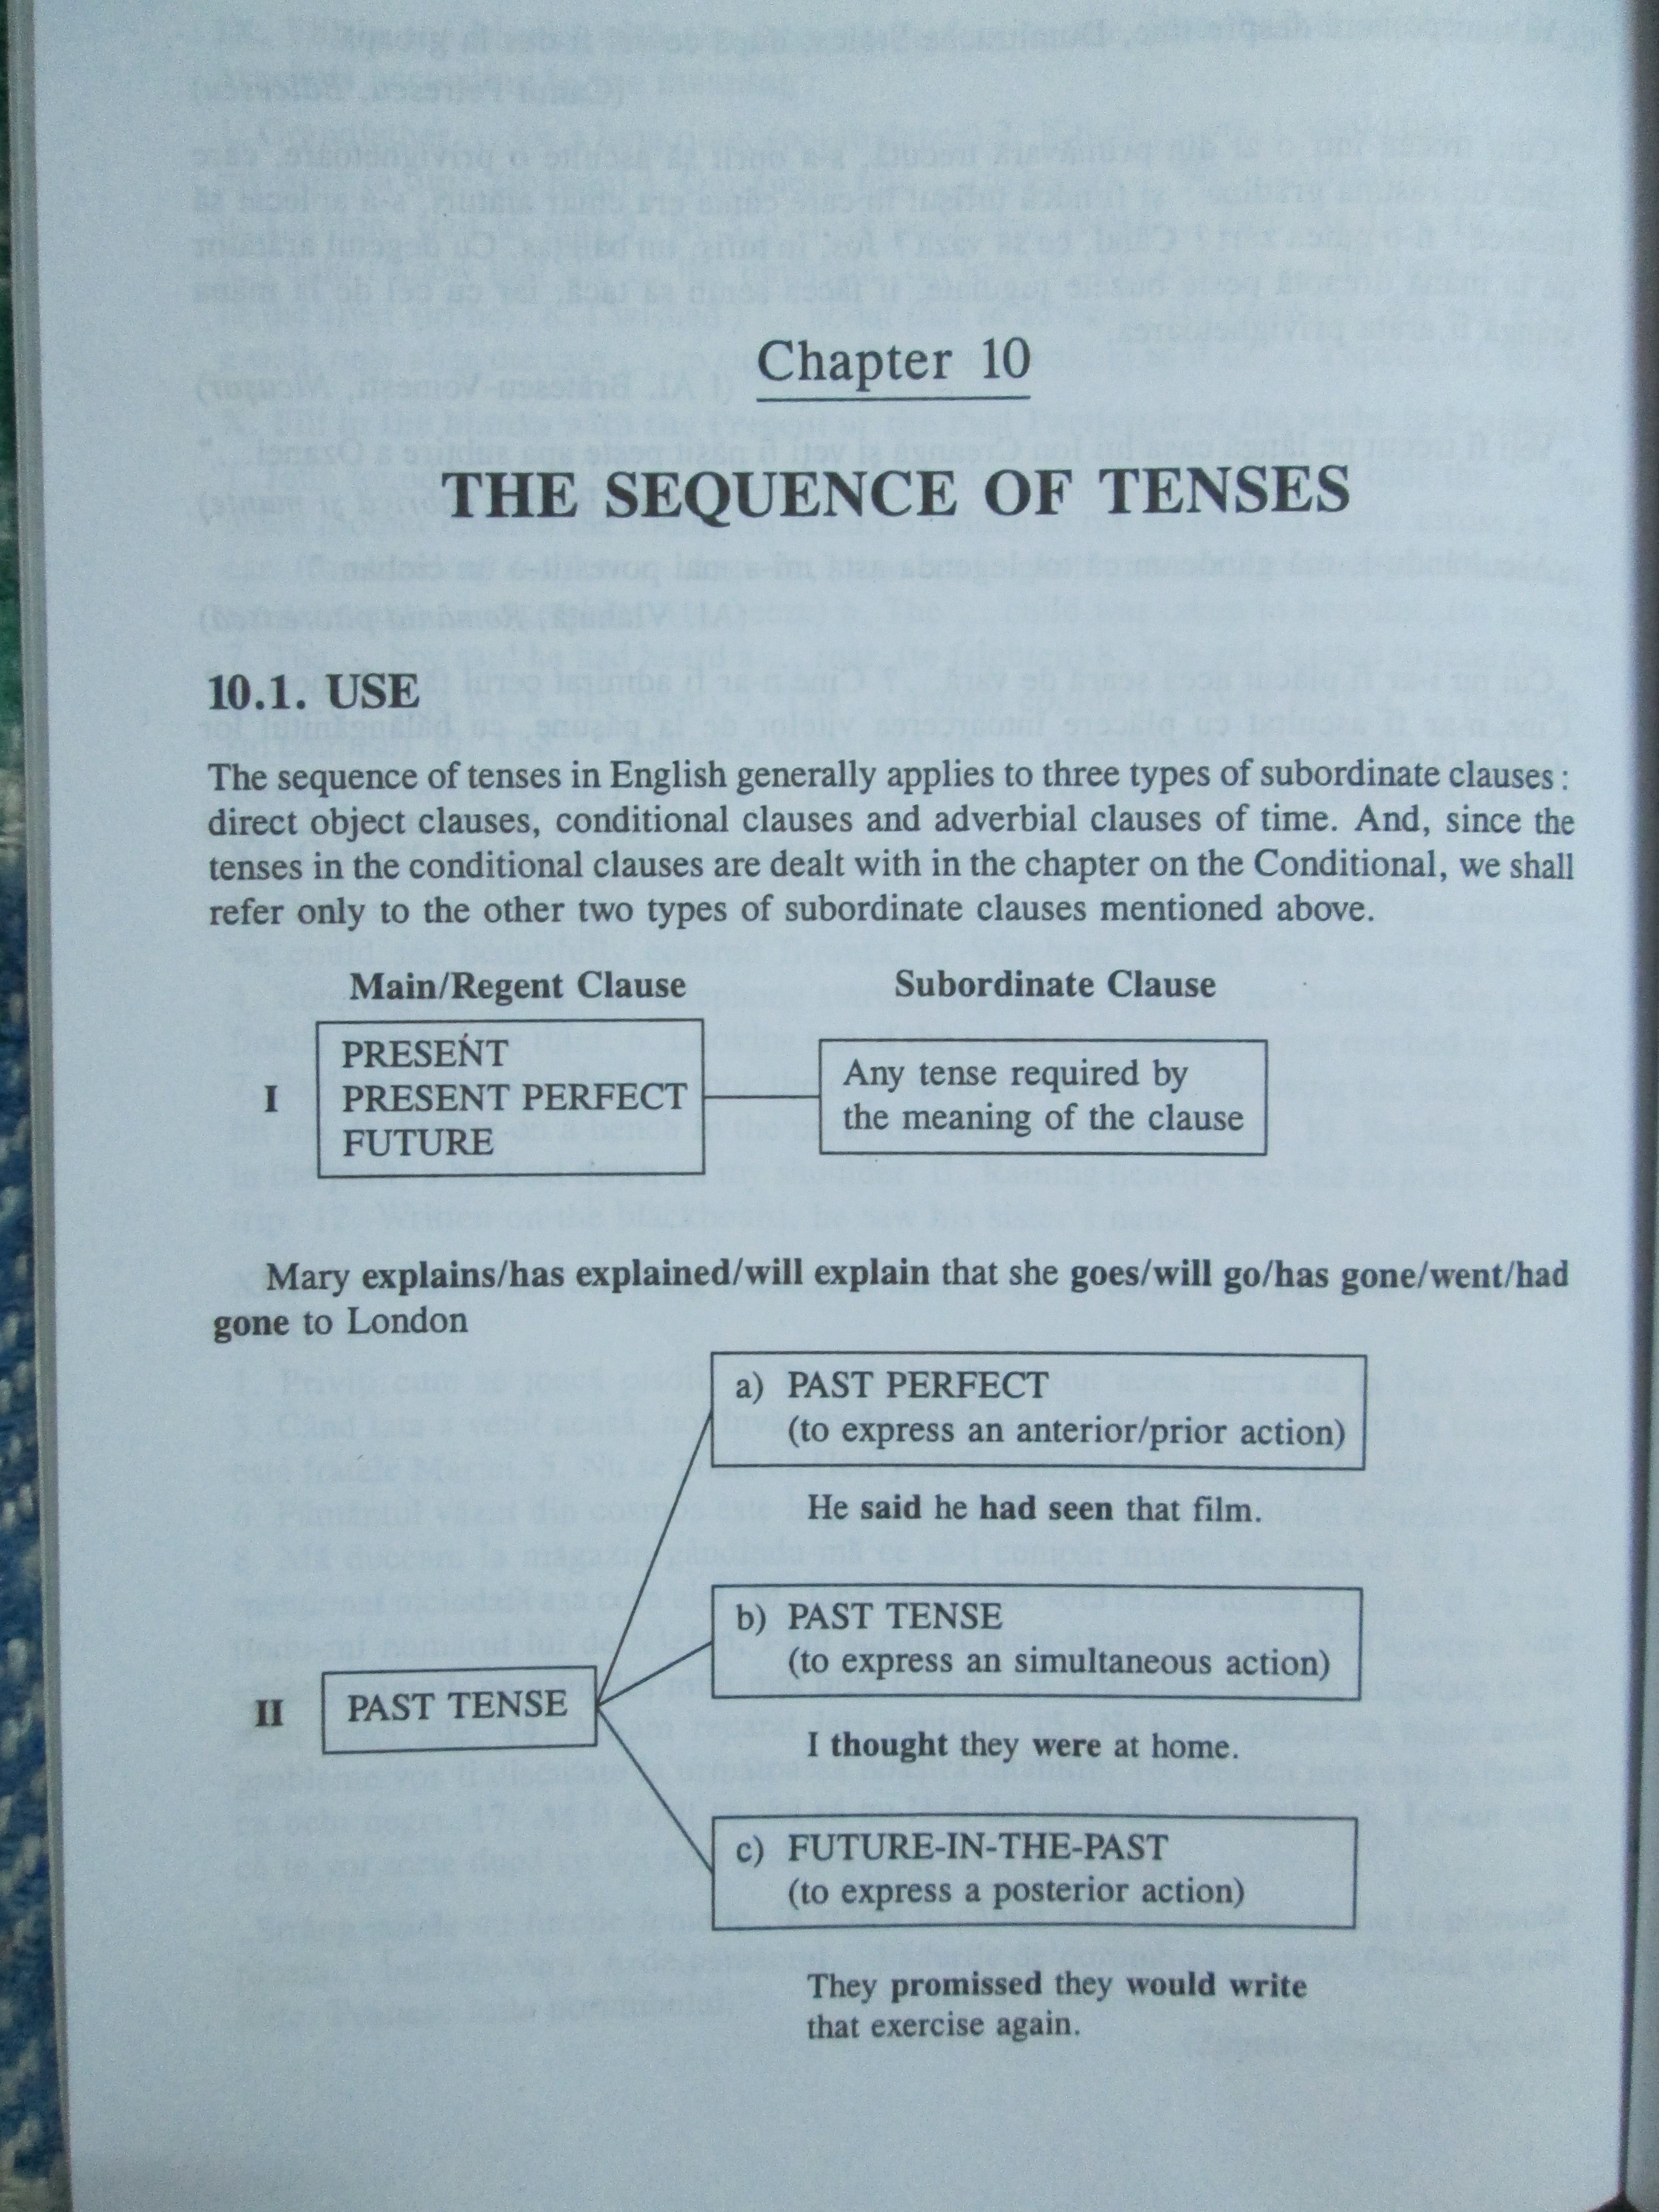 Chapter 10
THE SEQUENCE OF TENSES
10.1. USE
The sequence of tenses in English generally applies to three types of subordinate clauses :
direct object clauses, conditional clauses and adverbial clauses of time. And, since the
tenses in the conditional clauses are dealt with in the chapter on the Conditional, we shall
refer only to the other two types of subordinate clauses mentioned above.
Main/Regent Clause
Subordinate Clause
I
PRESENT
PRESENT PERFECT
FUTURE
Any tense required by
the meaning of the clause
Mary explains/has explained/will explain that she goes/will go/has gone/went/had
gone to London
II
PAST TENSE
a) PAST PERFECT
(to express an anterior/prior action)
He said he had seen that film.
b) PAST TENSE
(to express an simultaneous action)
I thought they were at home.
c) FUTURE-IN-THE-PAST
(to express a posterior action)
They promissed they would write
that exercise again.